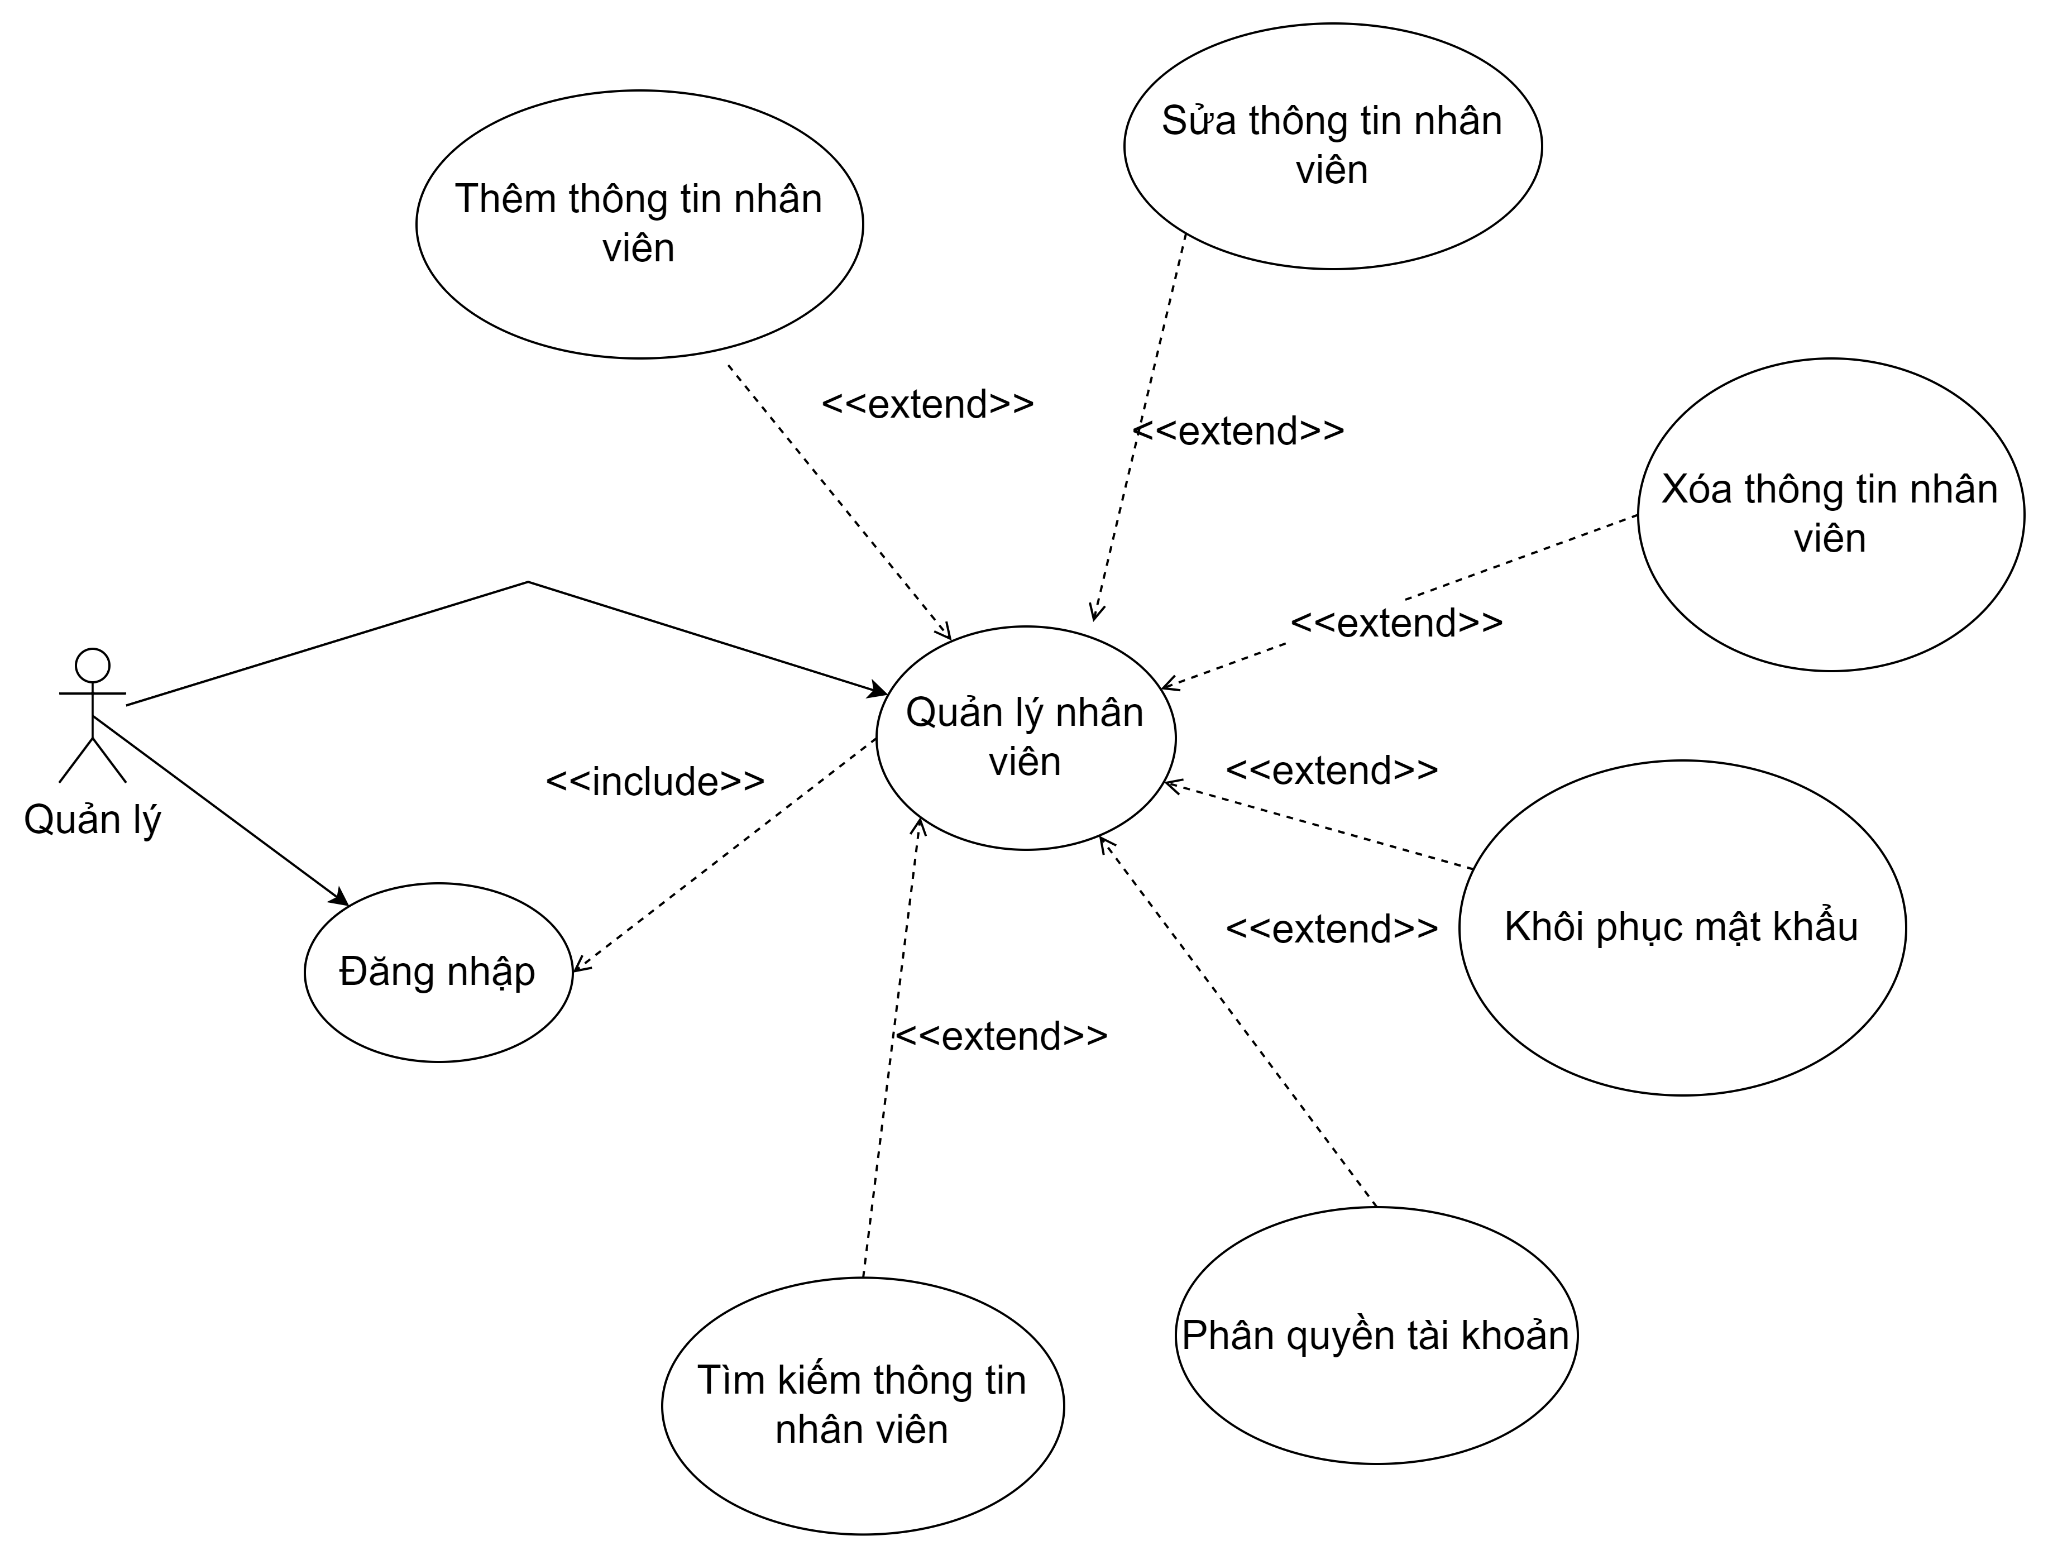 Sửa thông tin nhân
viên
Thêm thông tin nhân
viên
<<extend>>
<<extend>>
Xóa thông tin nhân
viên
<<extend>>
Quản lý nhân
viên
<<include>>
<<extend>>
Quản lý
<<extend>>
Khôi phục mật khẩu
Đăng nhập
<<extend>>
Phân quyền tài khoản
Tìm kiếm thông tin
nhân viên